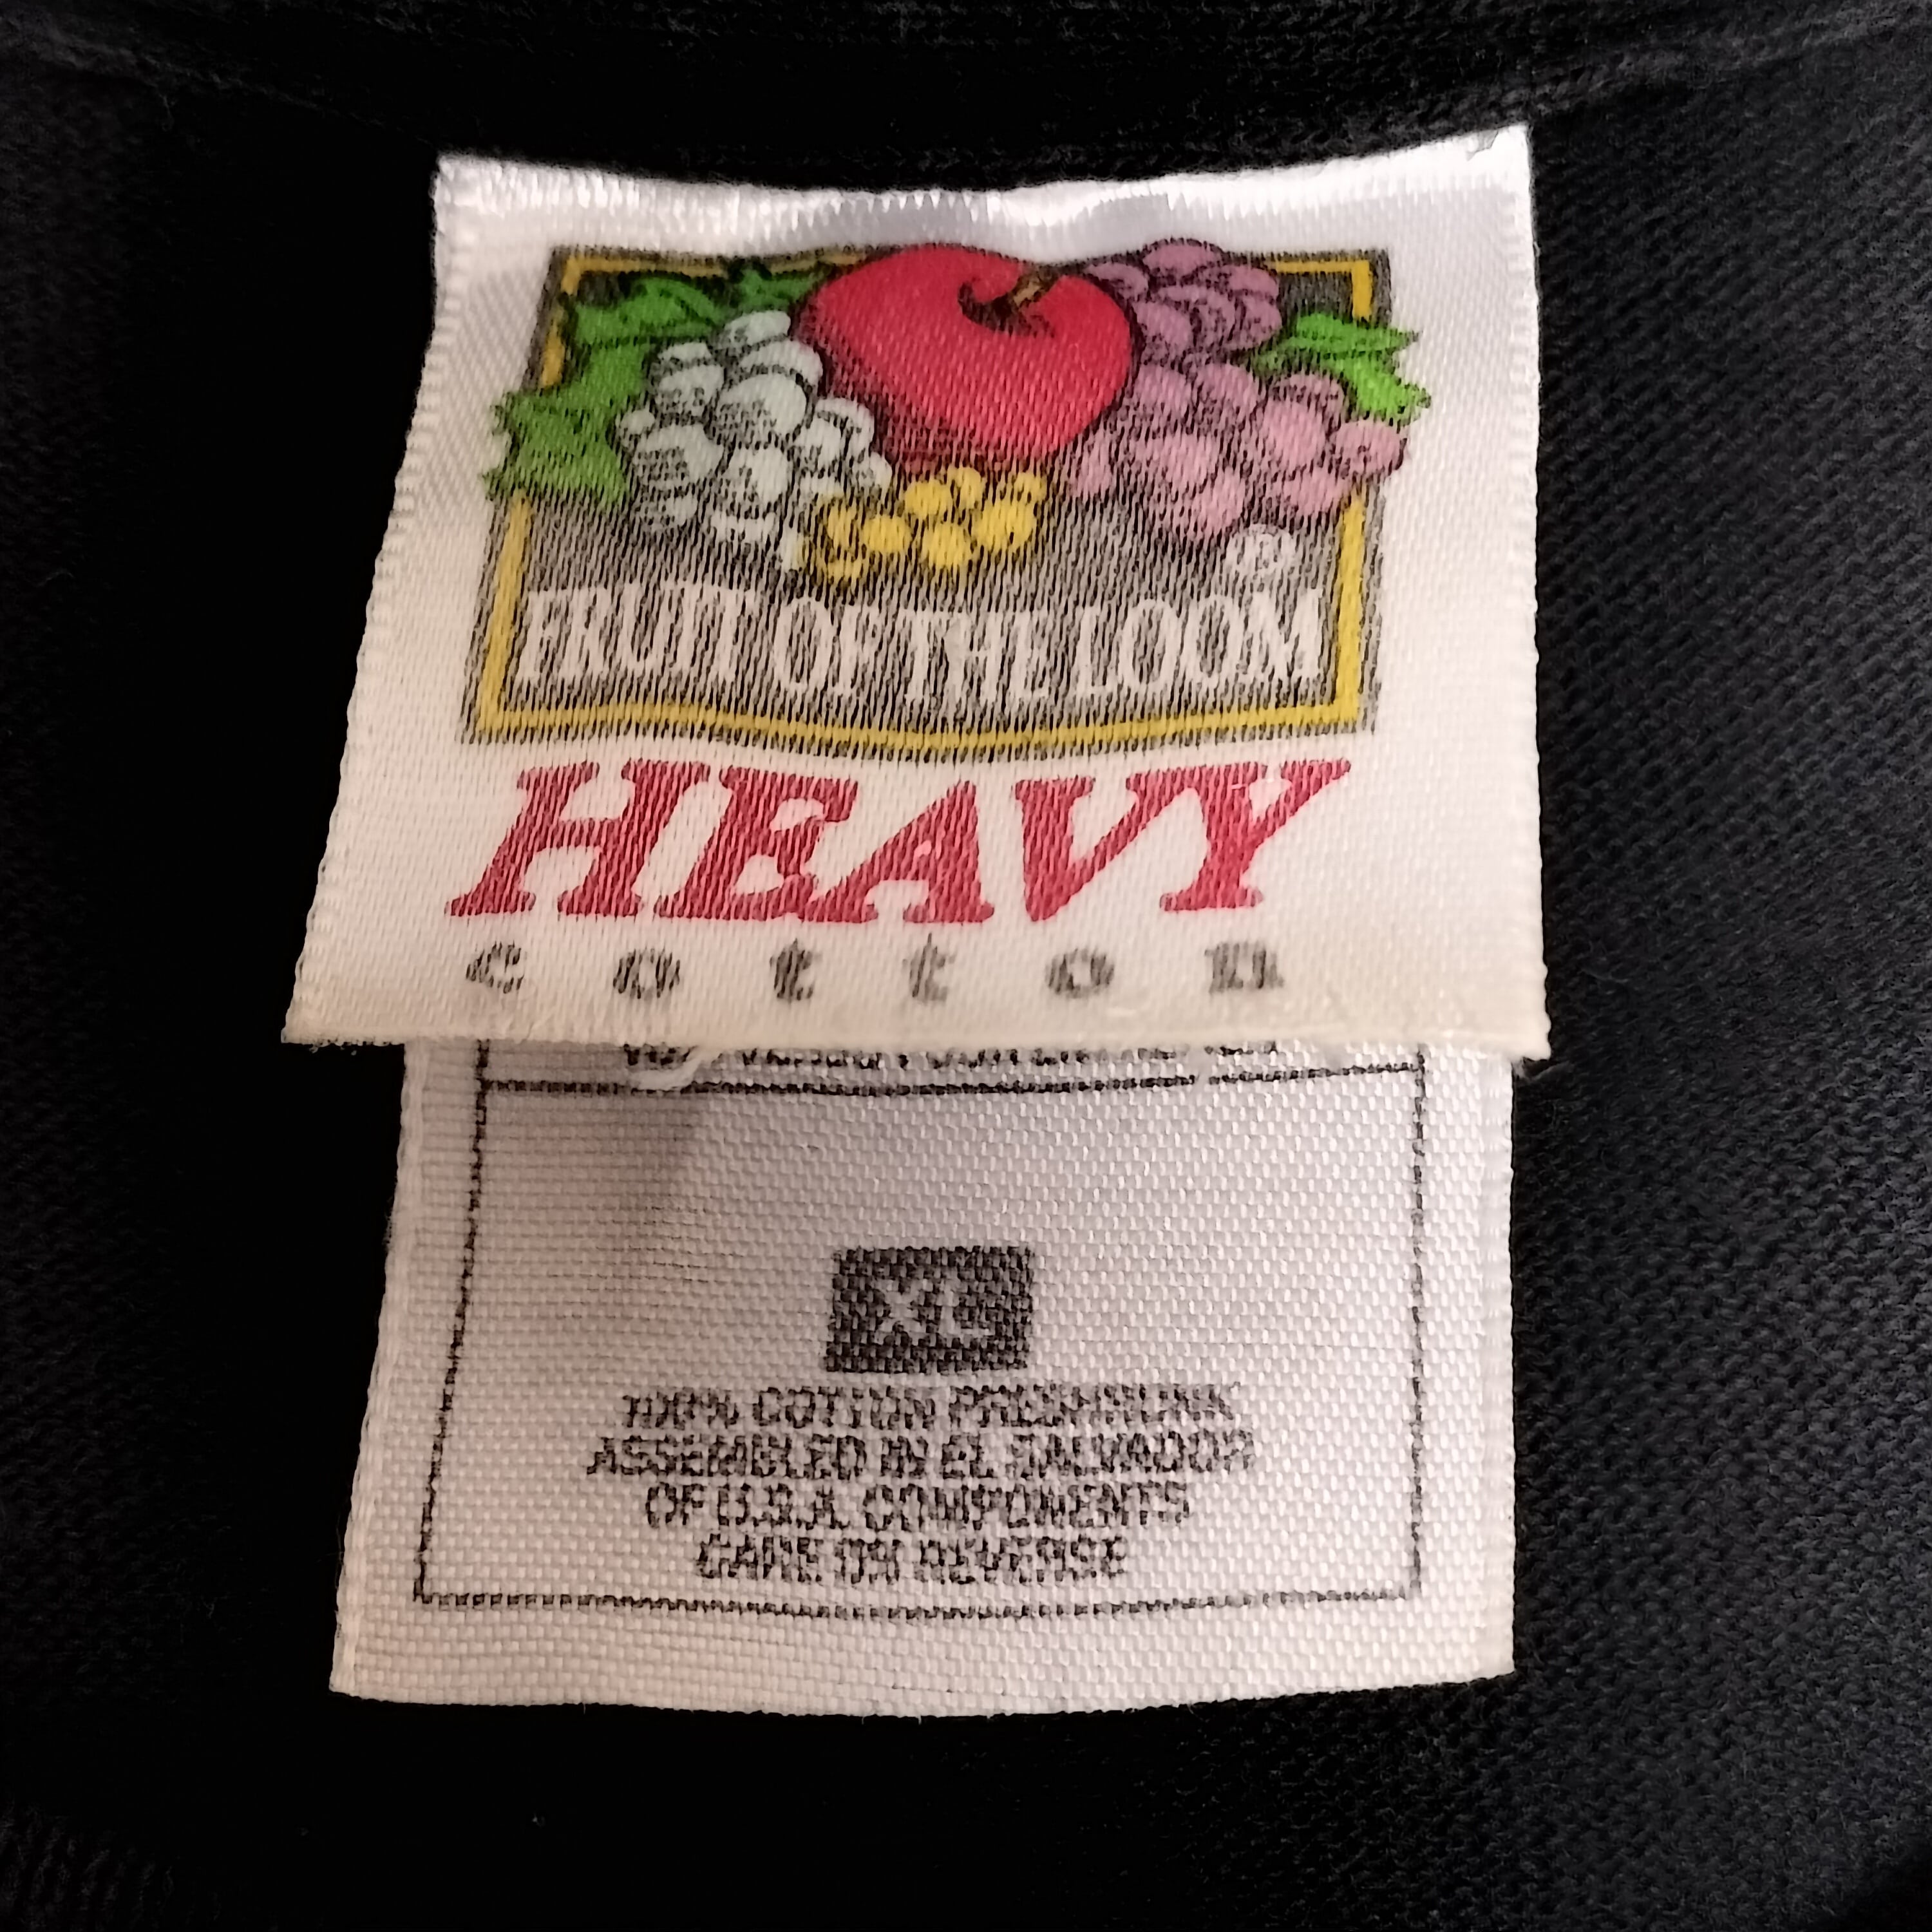 ®
FRUIT OF THE LOOM
HEAVY
cotton
XL
100% COTTON PRESHRUNK
ASSEMBLED IN EL SALVADOR
OF U.S.A. COMPONENTS
CARE ON REVERSE